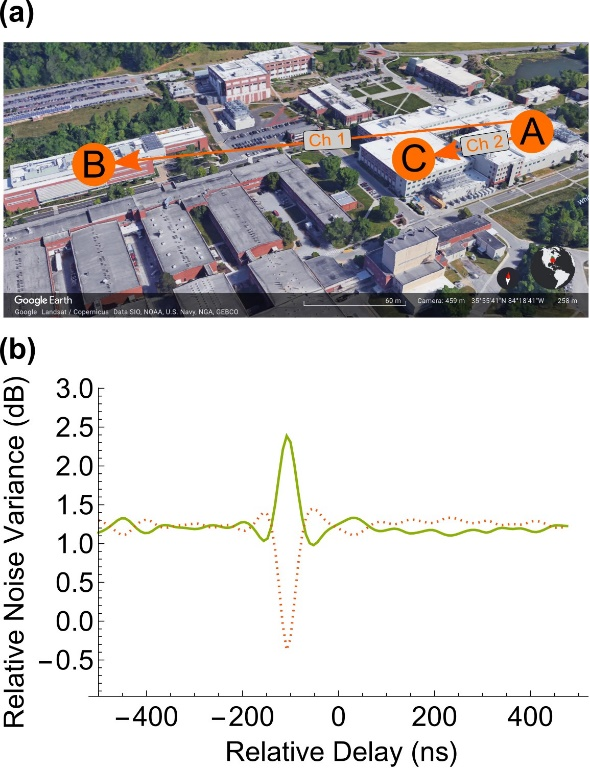 (a)
A
Ch 1
Ch 2
B
C
Google Earth
60 m
Camera: 459 m 35°55'41"N 84°18'41"W 258 m
Google Landsat / Copernicus Data SIO, NOAA, U.S. Navy, NGA, GEBCO
(b)
Relative Noise Variance (dB)
3.0
2.5
2.0
1.5
1.0
0.5
0.0
−0.5
−400 −200 0 200 400
Relative Delay (ns)